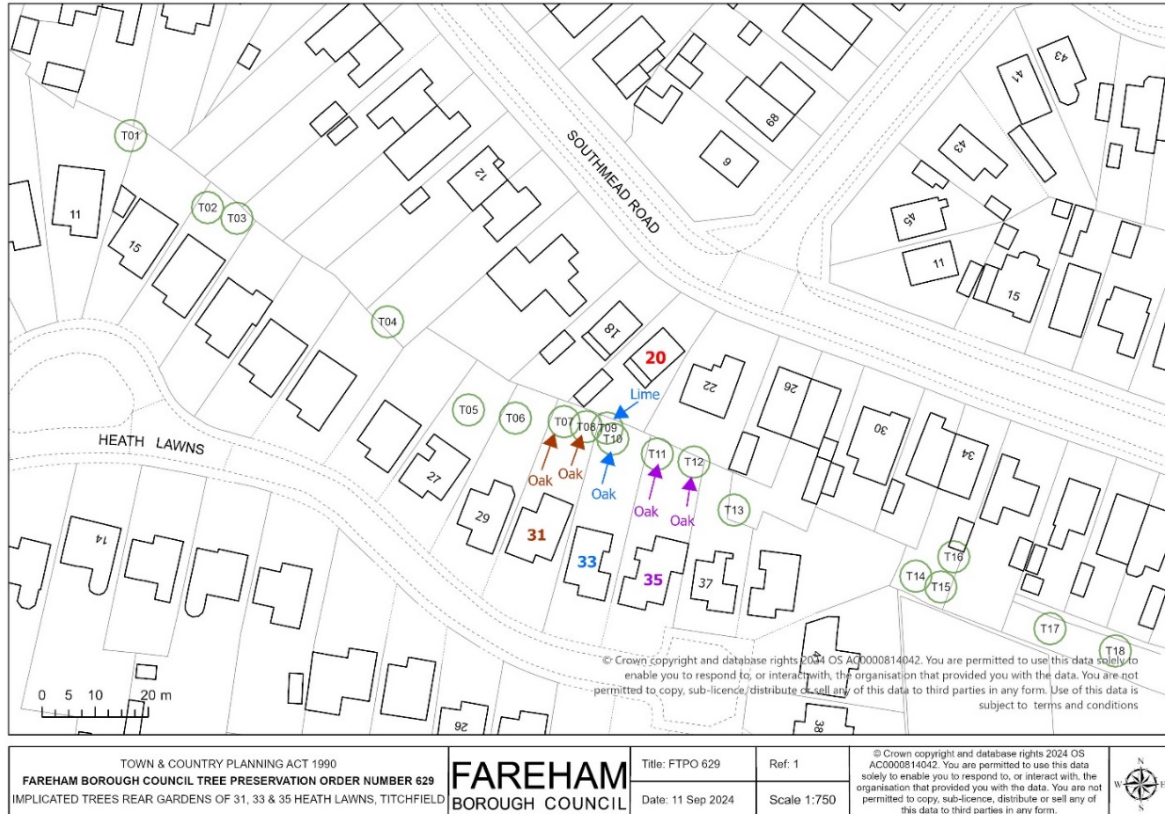 T01
T02
T03
11
15
12
SOUTHMEAD ROAD
68
6
41
43
43
45
11
15
T04
18
20
22
26
30
34
Lime
T05
T06
T07
T08
T09
T10
T11
T12
T13
Oak
Oak
Oak
Oak
Oak
HEATH LAWNS
27
29
31
33
35
37
14
T14
T15
T16
T17
T18
26
38
0 5 10 20 m
© Crown copyright and database rights 2024 OS AC0000814042. You are permitted to use this data solely to
enable you to respond to, or interact with, the organisation that provided you with the data. You are not
permitted to copy, sub-licence, distribute or sell any of this data to third parties in any form. Use of this data is
subject to terms and conditions
TOWN & COUNTRY PLANNING ACT 1990
FAREHAM BOROUGH COUNCIL TREE PRESERVATION ORDER NUMBER 629
IMPLICATED TREES REAR GARDENS OF 31, 33 & 35 HEATH LAWNS, TITCHFIELD
FAREHAM
BOROUGH COUNCIL
Title: FTPO 629
Ref: 1
Date: 11 Sep 2024
Scale 1:750
© Crown copyright and database rights 2024 OS
AC0000814042. You are permitted to use this data
solely to enable you to respond to, or interact with, the
organisation that provided you with the data. You are not
permitted to copy, sub-licence, distribute or sell any of
this data to third parties in any form.
N
W E
S